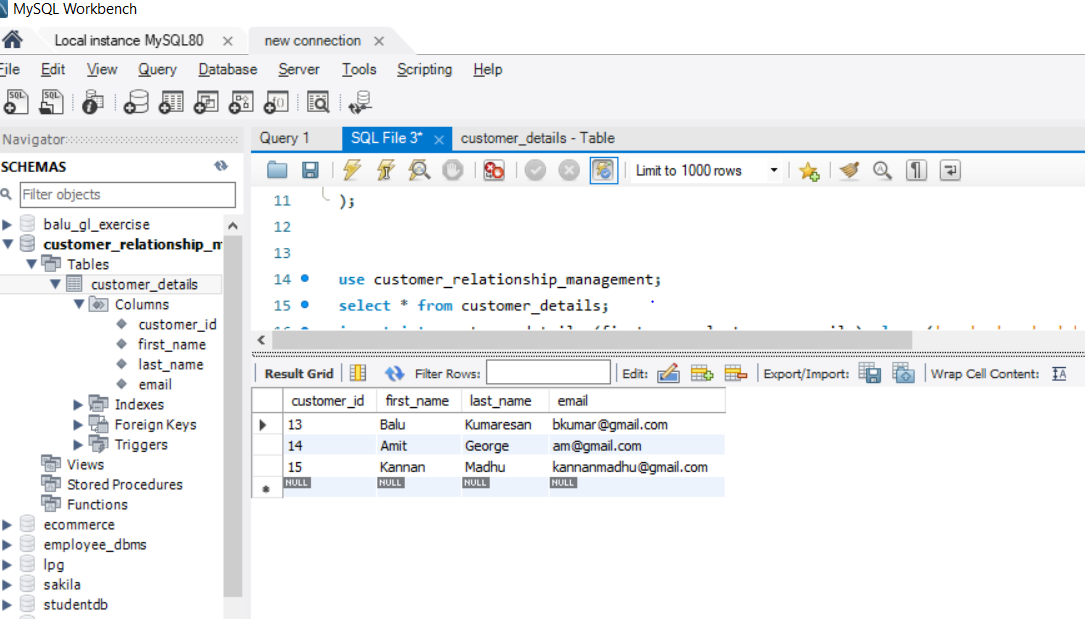 MySQL Workbench
Local instance MySQL80
new connection
File Edit View Query Database Server Tools Scripting Help
Navigator
SCHEMAS
Filter objects
balu_gl_exercise
customer_relationship_m
Tables
customer_details
Columns
customer_id
first_name
last_name
email
Indexes
Foreign Keys
Triggers
Views
Stored Procedures
Functions
ecommerce
employee_dbms
lpg
sakila
studentdb
Query 1 SQL File 3* customer_details - Table
Limit to 1000 rows
11 );
12
13
14 use customer_relationship_management;
15 select * from customer_details;
Result Grid Filter Rows: Edit: Export/Import: Wrap Cell Content:
customer_id first_name last_name email
13 Balu Kumaresan bkumar@gmail.com
14 Amit George am@gmail.com
15 Kannan Madhu kannanmadhu@gmail.com
NULL NULL NULL NULL